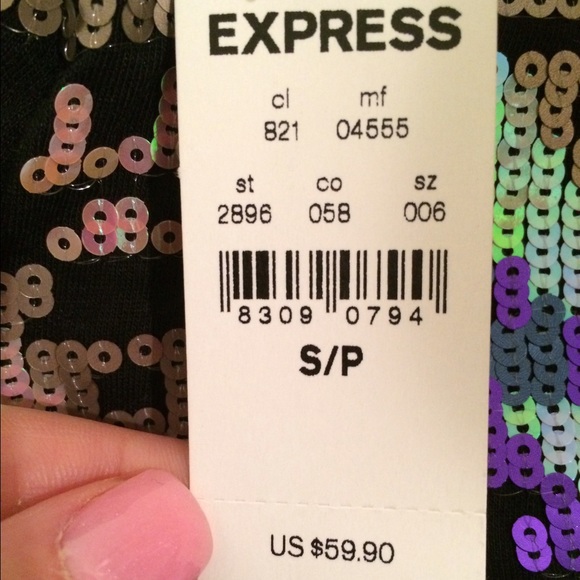 EXPRESS
cl mf
821 04555
st co sz
2896 058 006
8309 0794
S/P
US $59.90